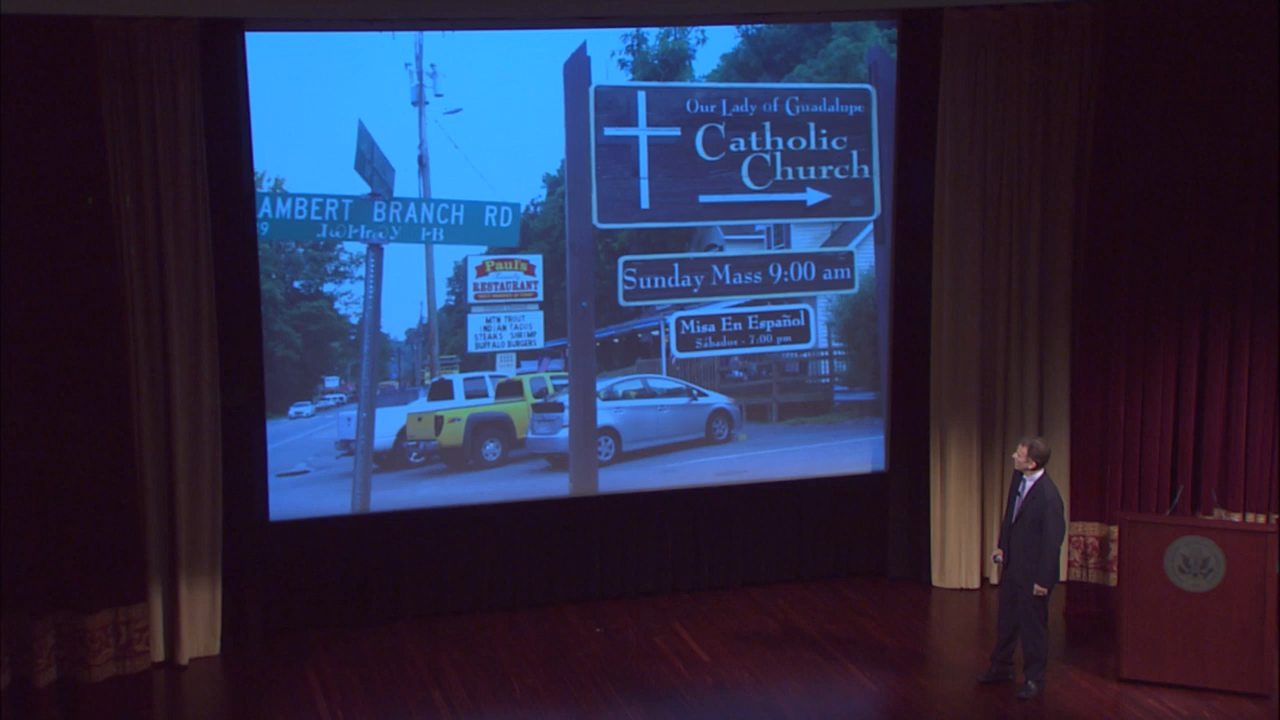 AMBERT BRANCH RD
9
Paul's
RESTAURANT
MTN TROUT
INDIAN TACOS
STEAKS SHRIMP
BUFFALO BURGERS
Our Lady of Guadalupe
Catholic
Church
Sunday Mass 9:00 am
Misa En Español
Sábados - 7:00 pm